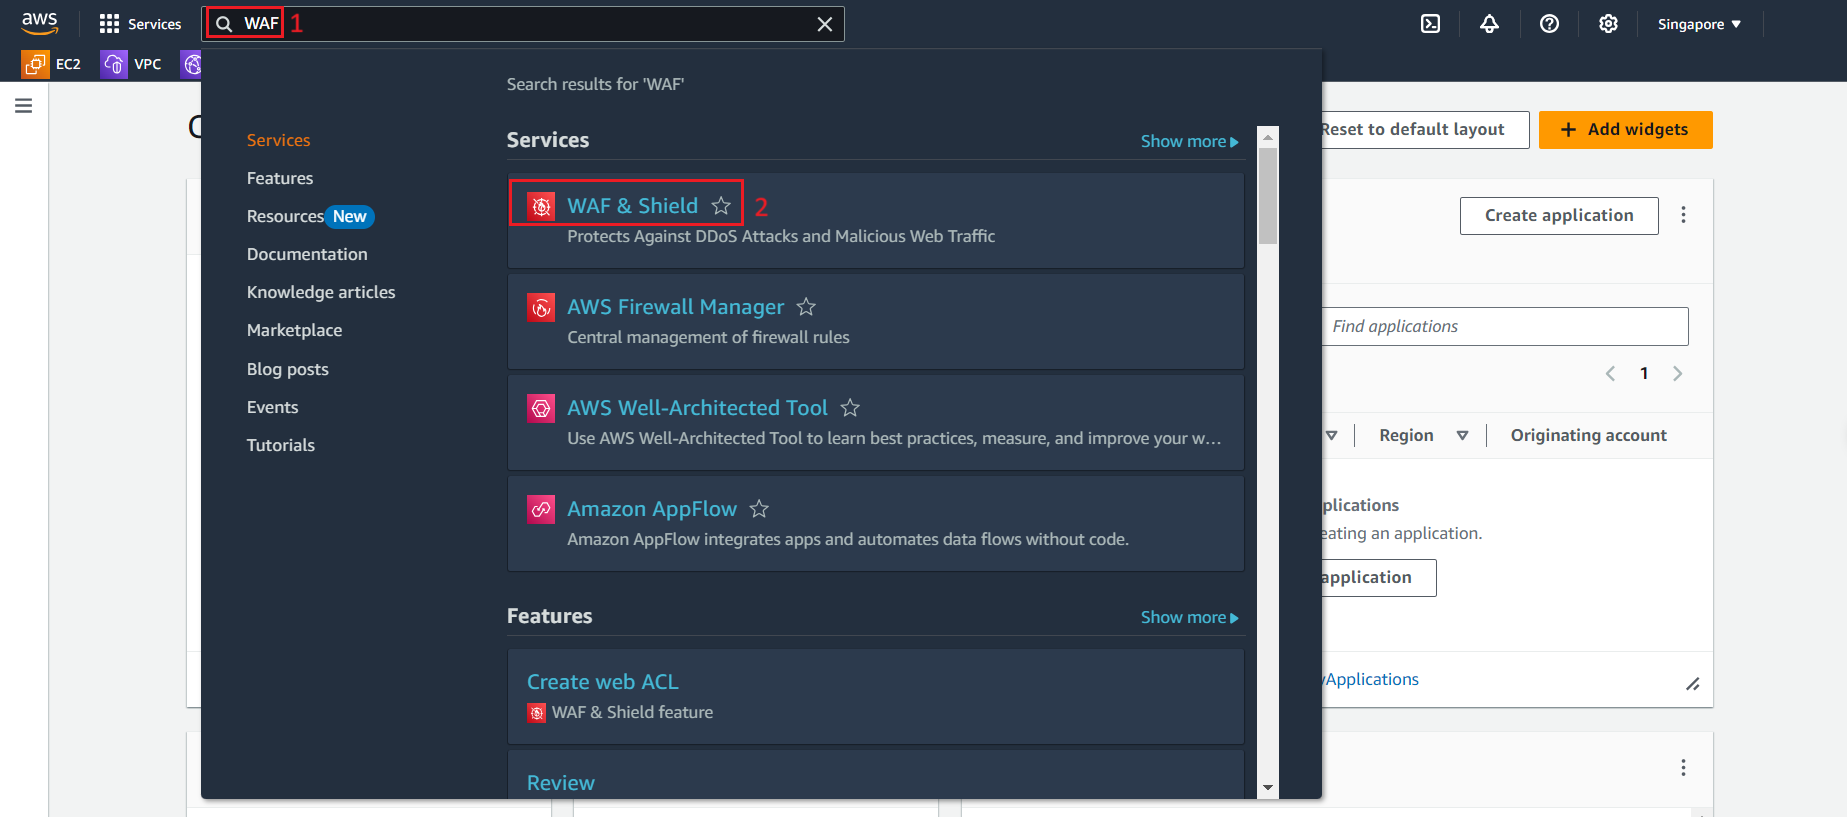 aws
Services
WAF
1
Singapore ▼
EC2
VPC
Search results for 'WAF'
Services
Features
Resources New
Documentation
Knowledge articles
Marketplace
Blog posts
Events
Tutorials
Services
Show more
WAF & Shield
2
Protects Against DDoS Attacks and Malicious Web Traffic
AWS Firewall Manager
Central management of firewall rules
AWS Well-Architected Tool
Use AWS Well-Architected Tool to learn best practices, measure, and improve your w…
Amazon AppFlow
Amazon AppFlow integrates apps and automates data flows without code.
Features
Show more
Create web ACL
WAF & Shield feature
Review
Reset to default layout
+ Add widgets
Create application
Find applications
1
Region
Originating account
plications
eating an application.
application
yApplications